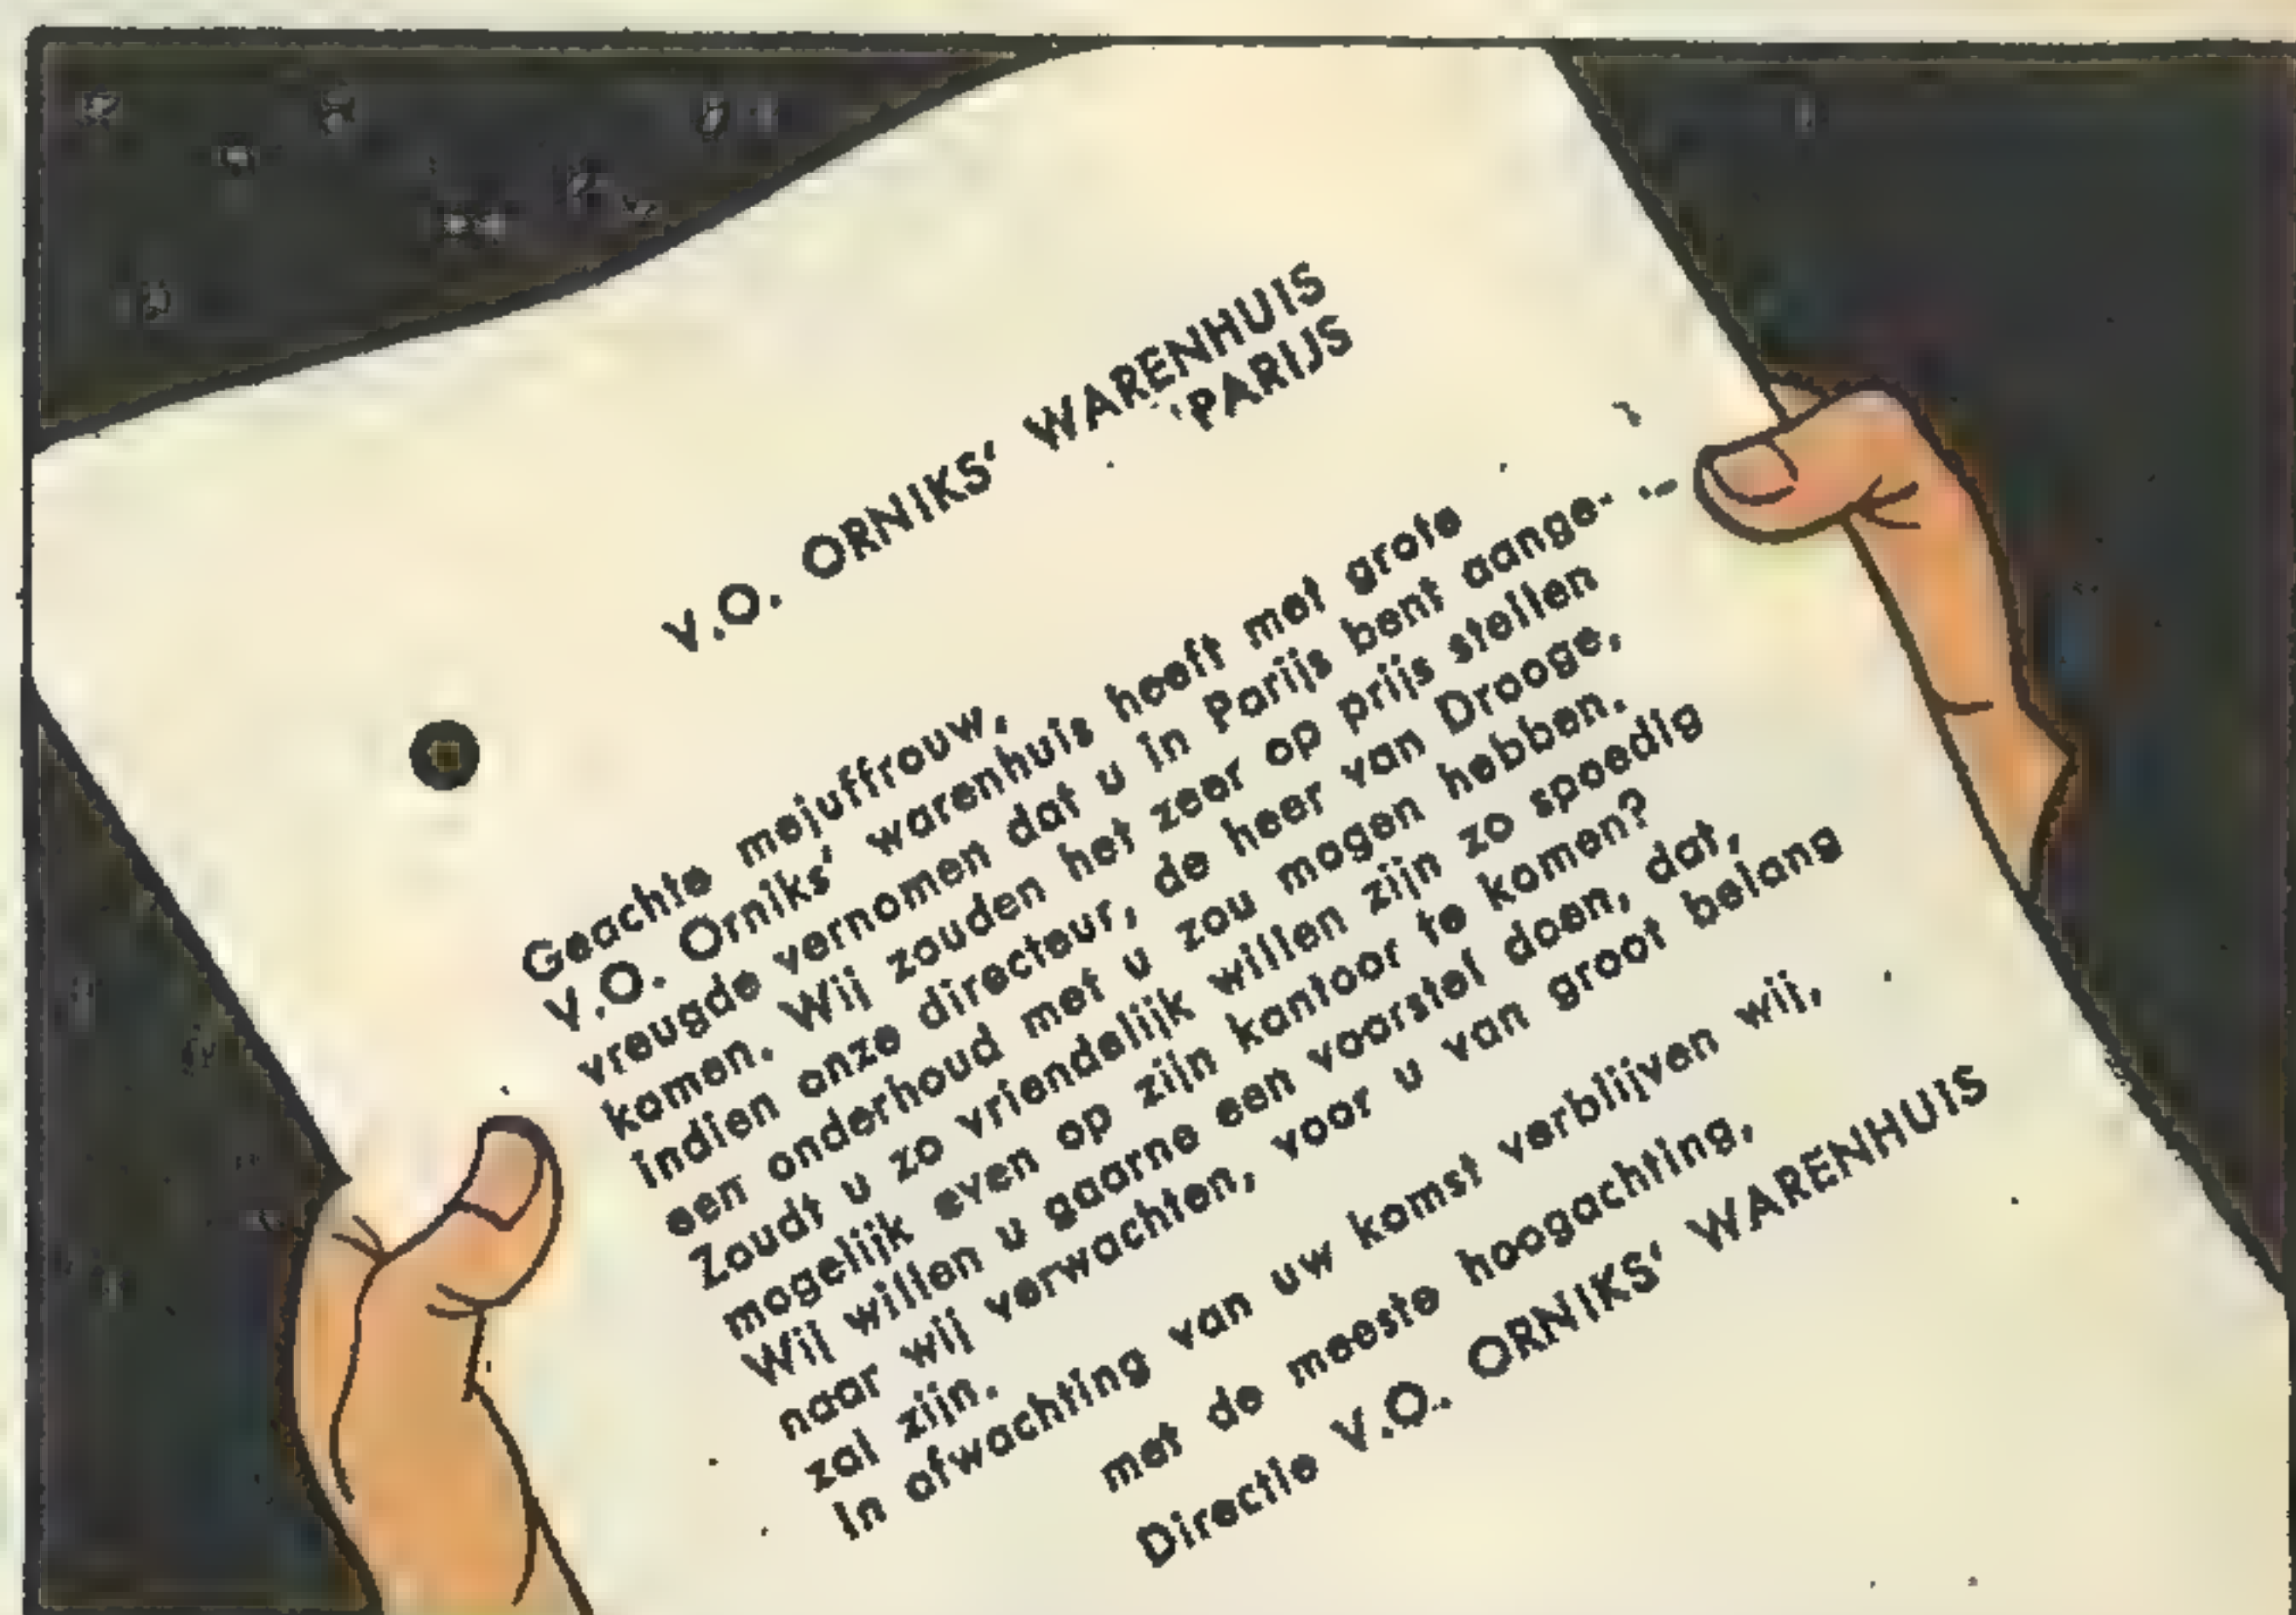 V.O. ORNIKS' WARENHUIS
PARIJS
Geachte mejuffrouw,
V.O. Orniks' warenhuis heeft met grote
vreugde vernomen dat u in Parijs bent aange-
komen. Wij zouden het zeer op prijs stellen
indien onze directeur, de heer van Drooge,
een onderhoud met u zou mogen hebben.
Zoudt u zo vriendelijk willen zijn zo spoedig
mogelijk even op zijn kantoor te komen?
Wij willen u gaarne een voorstel doen, dat,
naar wij verwachten, voor u van groot belang
zal zijn.
In afwachting van uw komst verblijven wij,
met de meeste hoogachting,
Directie V.O. ORNIKS' WARENHUIS